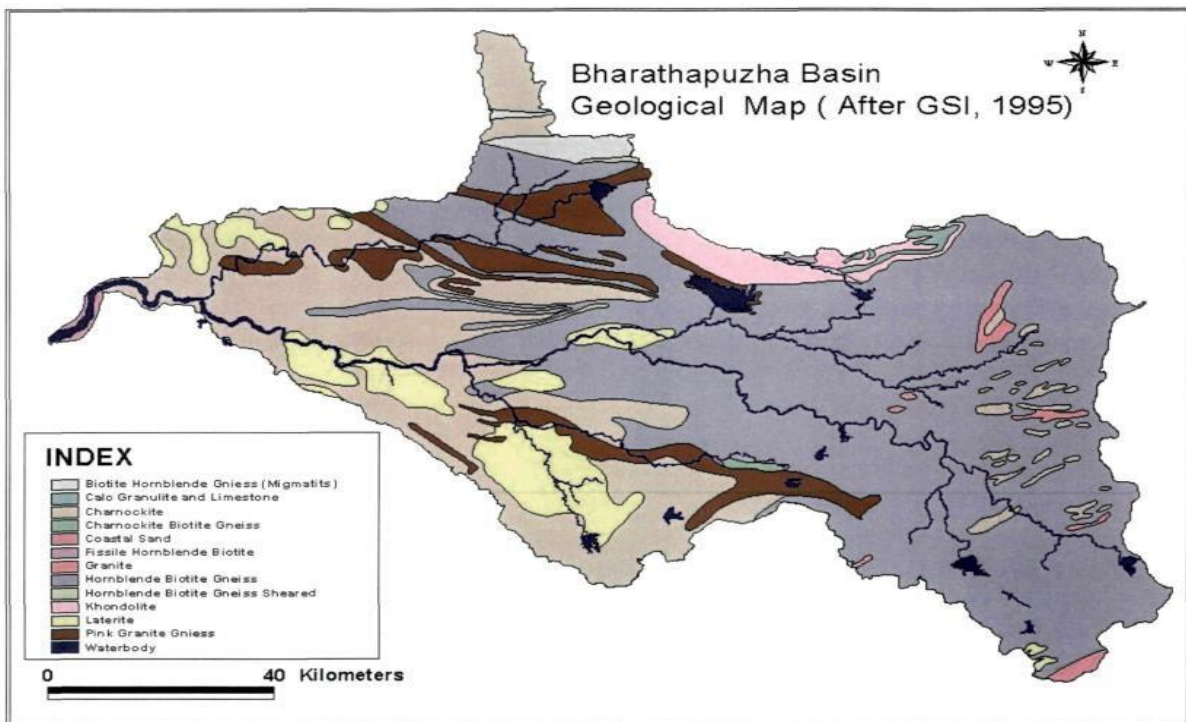 Bharathapuzha Basin
Geological Map ( After GSI, 1995)
N
W E
S
INDEX
Biotite Hornblende Gniess (Migmatits)
Calo Granulite and Limestone
Charnockite
Charnockite Biotite Gneiss
Coastal Sand
Fissile Hornblende Biotite
Granite
Hornblende Biotite Gneiss
Hornblende Biotite Gneiss Sheared
Khondolite
Laterite
Pink Granite Gniess
Waterbody
0 40 Kilometers